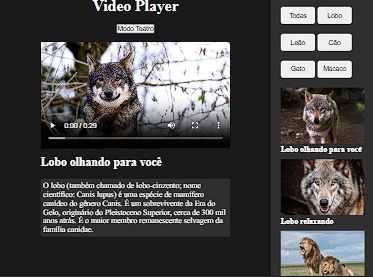 Video Player
Modo Teatro
0:00 / 0:29
Lobo olhando para você
O lobo (também chamado de lobo-cinzento; nome
científico: Canis lupus) é uma espécie de mamífero
canídeo do gênero Canis. É um sobrevivente da Era do
Gelo, originário do Pleistoceno Superior, cerca de 300 mil
anos atrás. É o maior membro remanescente selvagem da
família canidae.
Todas Lobo
Leão Cão
Gato Macaco
Lobo olhando para você
Lobo relaxando